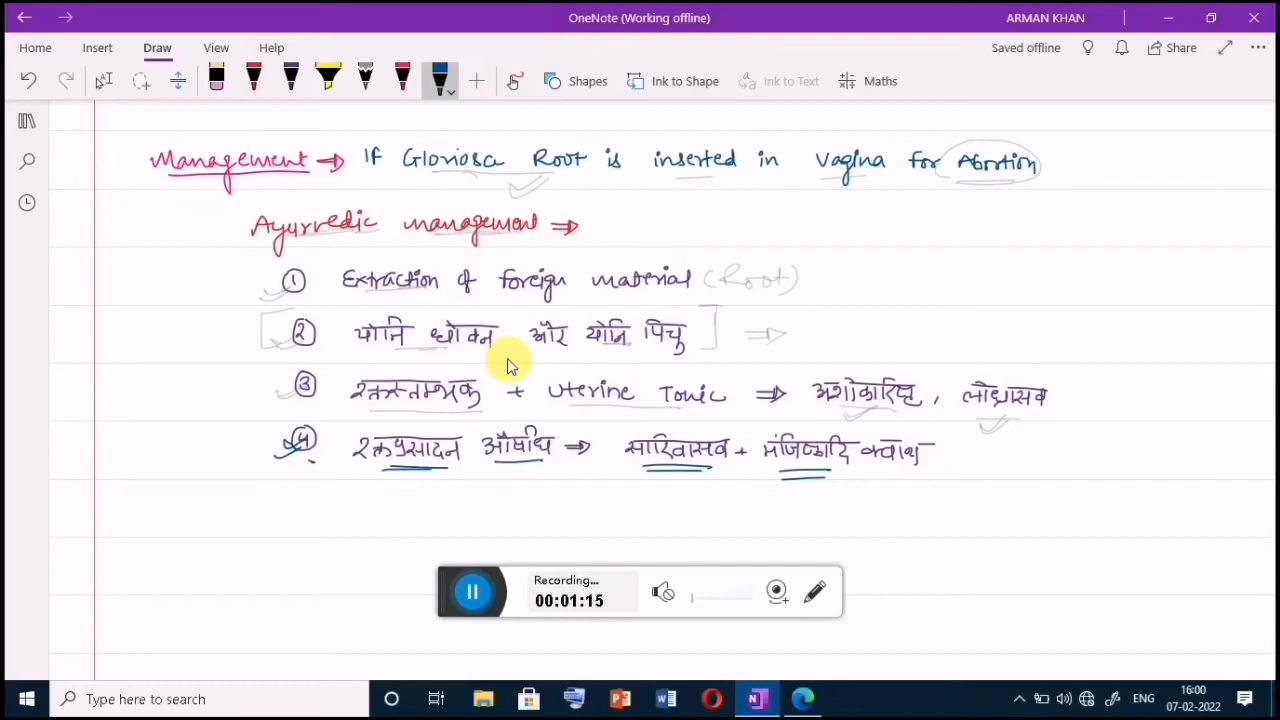 OneNote (Working offline)
ARMAN KHAN
Home Insert Draw View Help
Saved offline
Share
Shapes
Ink to Shape
Ink to Text
Maths
Management ⇒ If Gloriosa Root is inserted in Vagina for Abortion
Ayurvedic management ⇒
① Extraction of foreign material (Root)
② योनि धोवन और योनि पिचु ⇒
③ रक्तस्तम्भक + Uterine Tonic ⇒ अशोकारिष्ट, लोध्रासव
④ रक्तप्रसादन औषधि ⇒ सारिवासव + मंजिष्ठादि क्वाथ
Recording...
00:01:15
Type here to search
ENG
16:00
07-02-2022